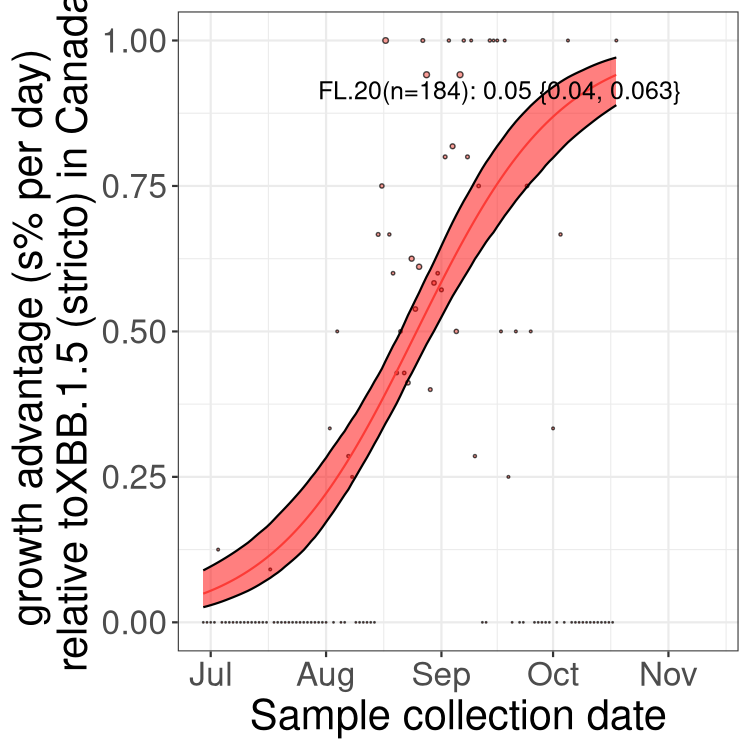 growth advantage (s% per day)
relative toXBB.1.5 (stricto) in Canada
1.00
0.75
0.50
0.25
0.00
FL.20(n=184): 0.05 {0.04, 0.063}
Jul Aug Sep Oct Nov
Sample collection date